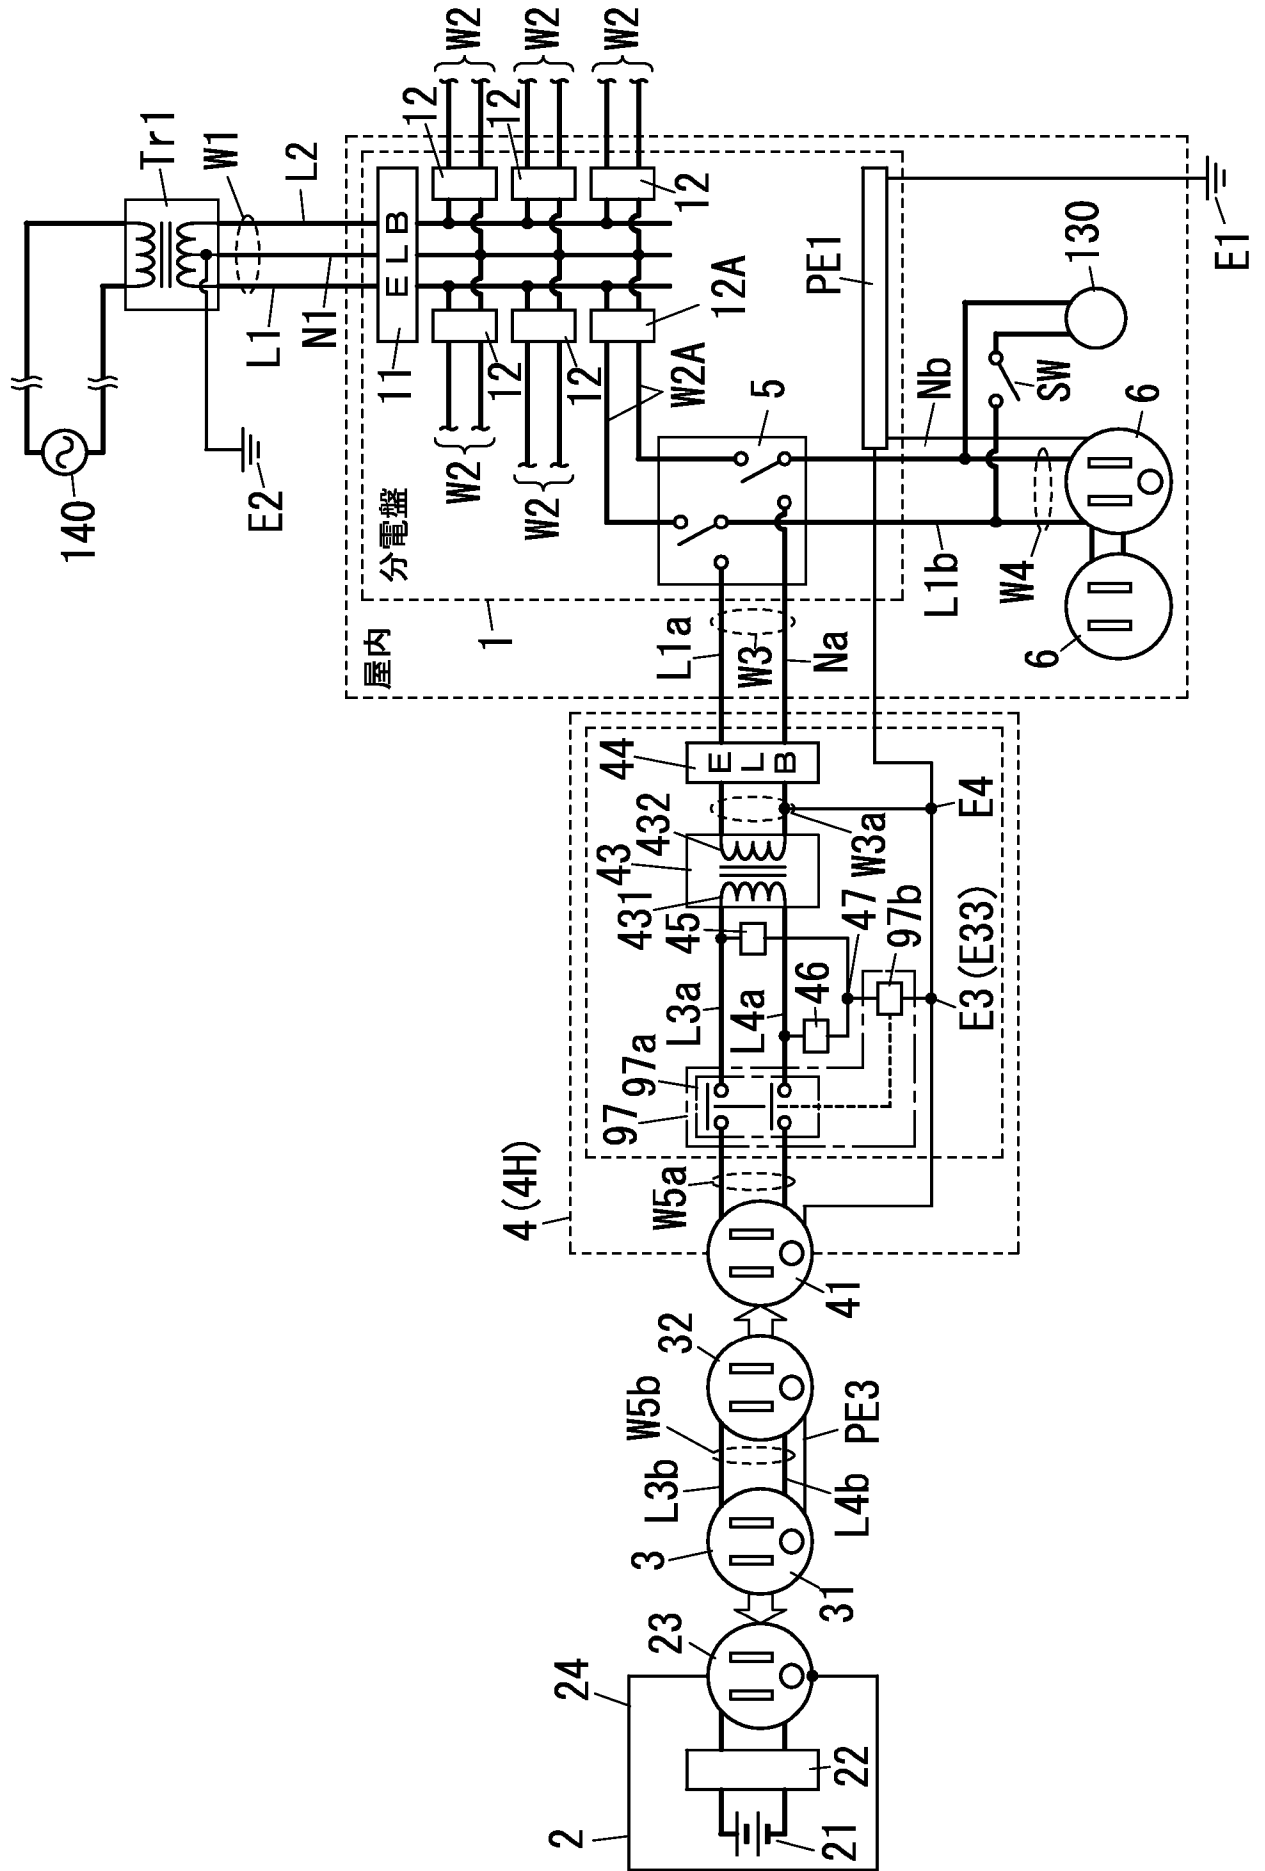 140
Tr1
W1
L2
E2
L1
N1
W2
W2
W2
12
12
12
11
E L B
12
12
12A
W2
W2
W2A
分電盤
屋内
1
5
PE1
E1
130
SW
Nb
6
6
W4
L1b
L1a
W3
Na
44
E L B
432
43
431
45
W3a
47
97b
46
L3a
L4a
97a
97
E4
E3(E33)
4(4H)
W5a
41
32
W5b
PE3
L3b
L4b
3
31
23
24
22
2
21